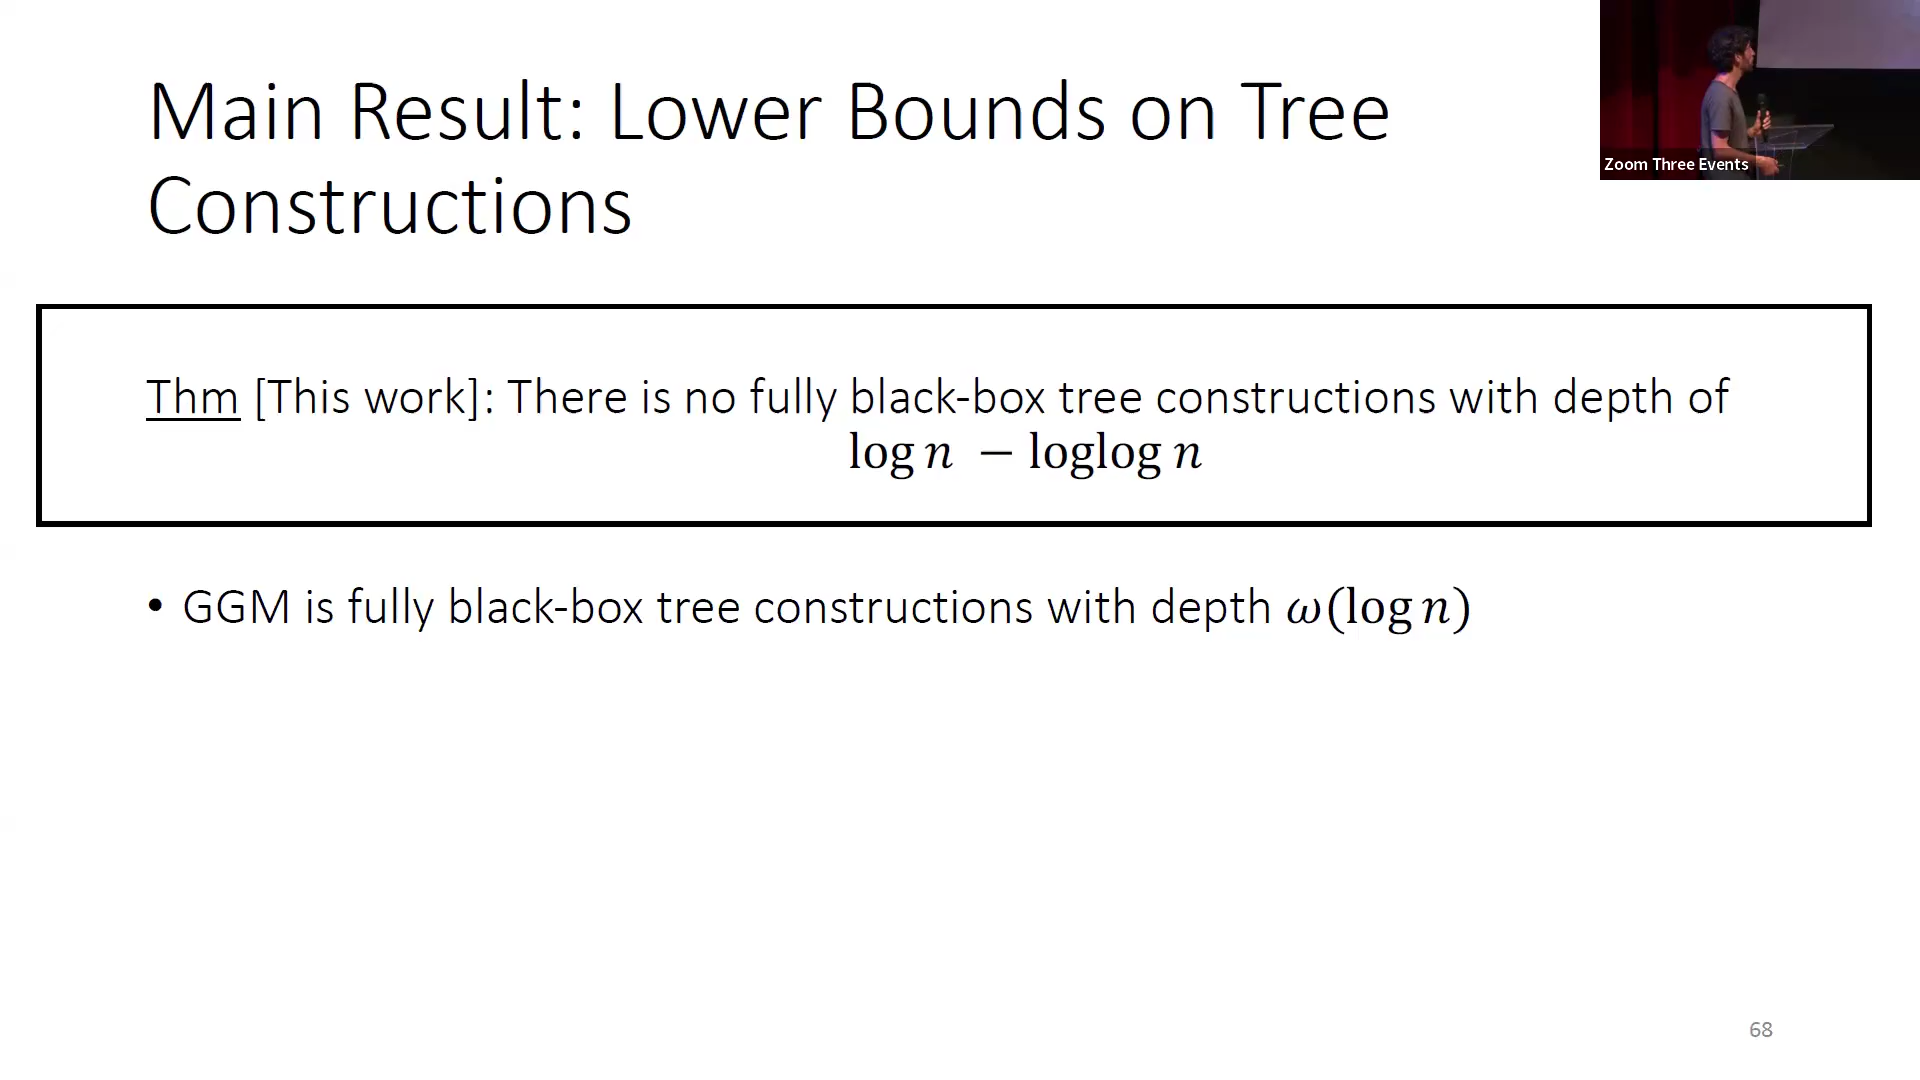 Main Result: Lower Bounds on Tree
Constructions
Zoom Three Events
Thm [This work]: There is no fully black-box tree constructions with depth of
log n − loglog n
• GGM is fully black-box tree constructions with depth ω(log n)
68